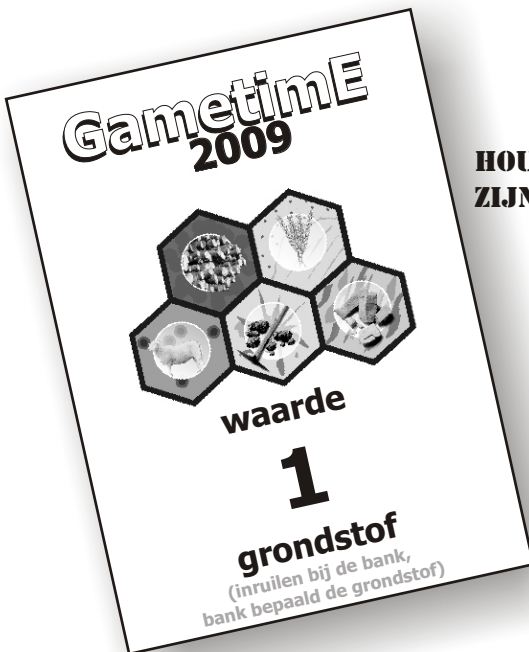 GametimE
2009
HOU
ZIJN
waarde
1
grondstof
(inruilen bij de bank,
bank bepaald de grondstof)